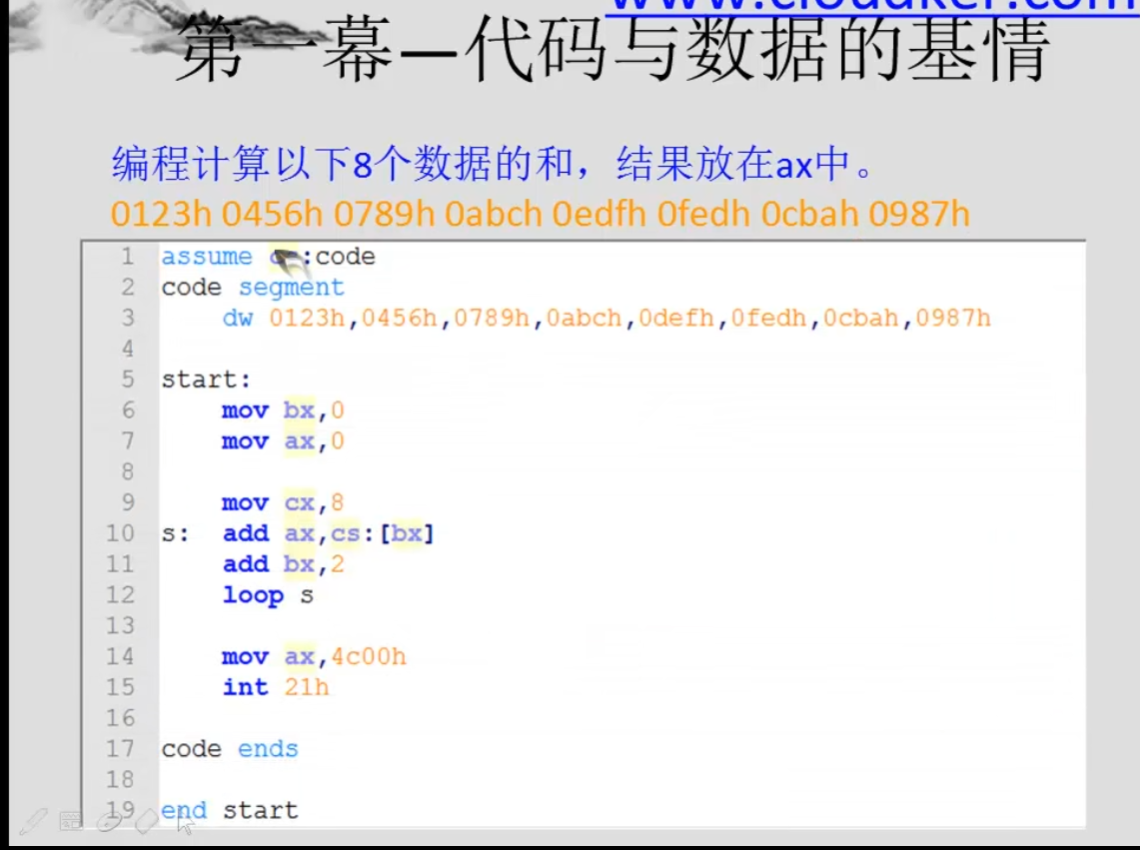 www.cloudaker.com
第一幕—代码与数据的基情
编程计算以下8个数据的和，结果放在ax中。
0123h 0456h 0789h 0abch 0edfh 0fedh 0cbah 0987h
1 assume :code
2 code segment
3 dw 0123h,0456h,0789h,0abch,0defh,0fedh,0cbah,0987h
4
5 start:
6 mov bx,0
7 mov ax,0
8
9 mov cx,8
10 s: add ax,cs:[bx]
11 add bx,2
12 loop s
13
14 mov ax,4c00h
15 int 21h
16
17 code ends
18
19 end start